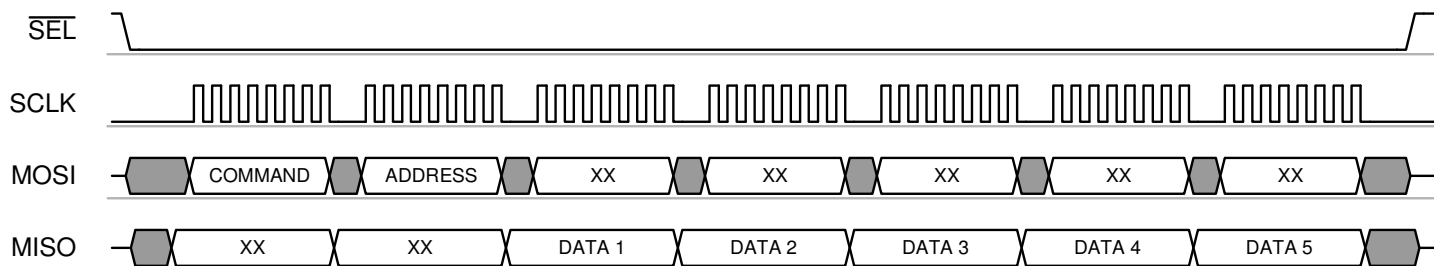 SEL
SCLK
MOSI COMMAND ADDRESS XX XX XX XX XX
MISO XX XX DATA 1 DATA 2 DATA 3 DATA 4 DATA 5